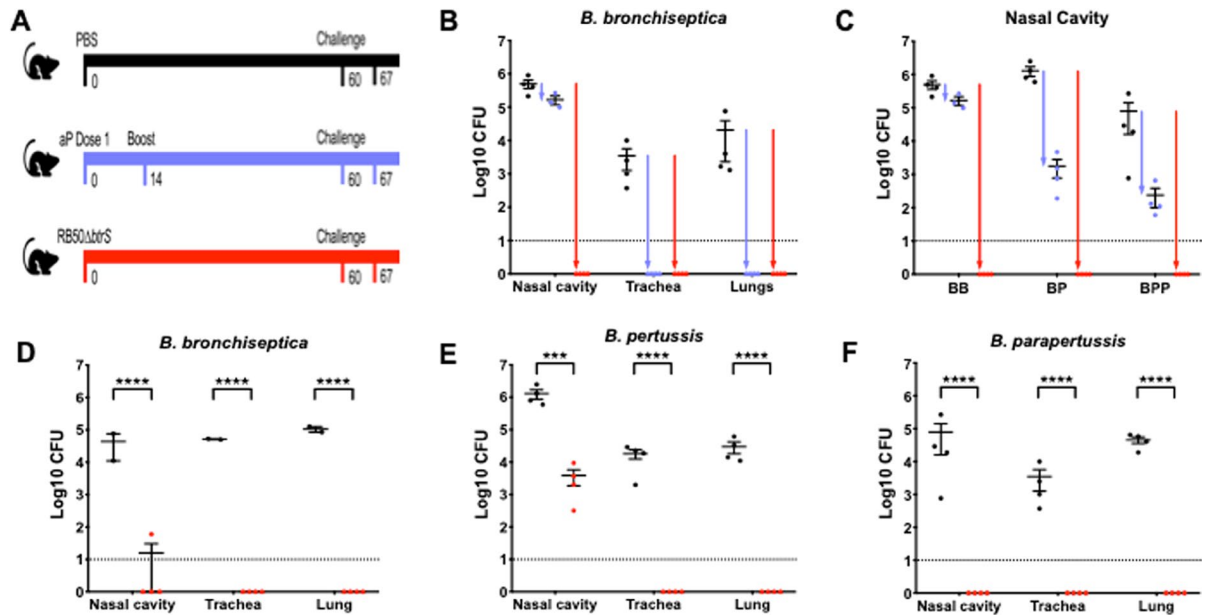 A
PBS
Challenge
0
60
67
aP Dose 1
Boost
0
14
60
67
RB50ΔbtrS
Challenge
0
60
67
B
B. bronchiseptica
Log10 CFU
7
6
5
4
3
2
1
0
Nasal cavity
Trachea
Lungs
C
Nasal Cavity
Log10 CFU
7
6
5
4
3
2
1
0
BB
BP
BPP
D
B. bronchiseptica
Log10 CFU
7
6
5
4
3
2
1
0
****
****
****
Nasal cavity
Trachea
Lung
E
B. pertussis
Log10 CFU
7
6
5
4
3
2
1
0
***
****
****
Nasal cavity
Trachea
Lung
F
B. parapertussis
Log10 CFU
7
6
5
4
3
2
1
0
****
****
****
Nasal cavity
Trachea
Lung